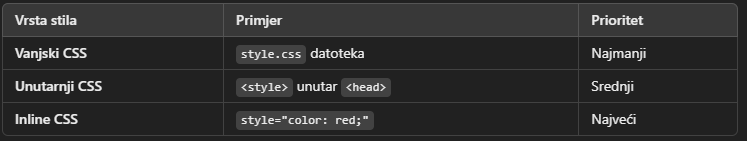 Vrsta stila Primjer Prioritet
Vanjski CSS style.css datoteka Najmanji
Unutarnji CSS <style> unutar <head> Srednji
Inline CSS style="color: red;" Najveći